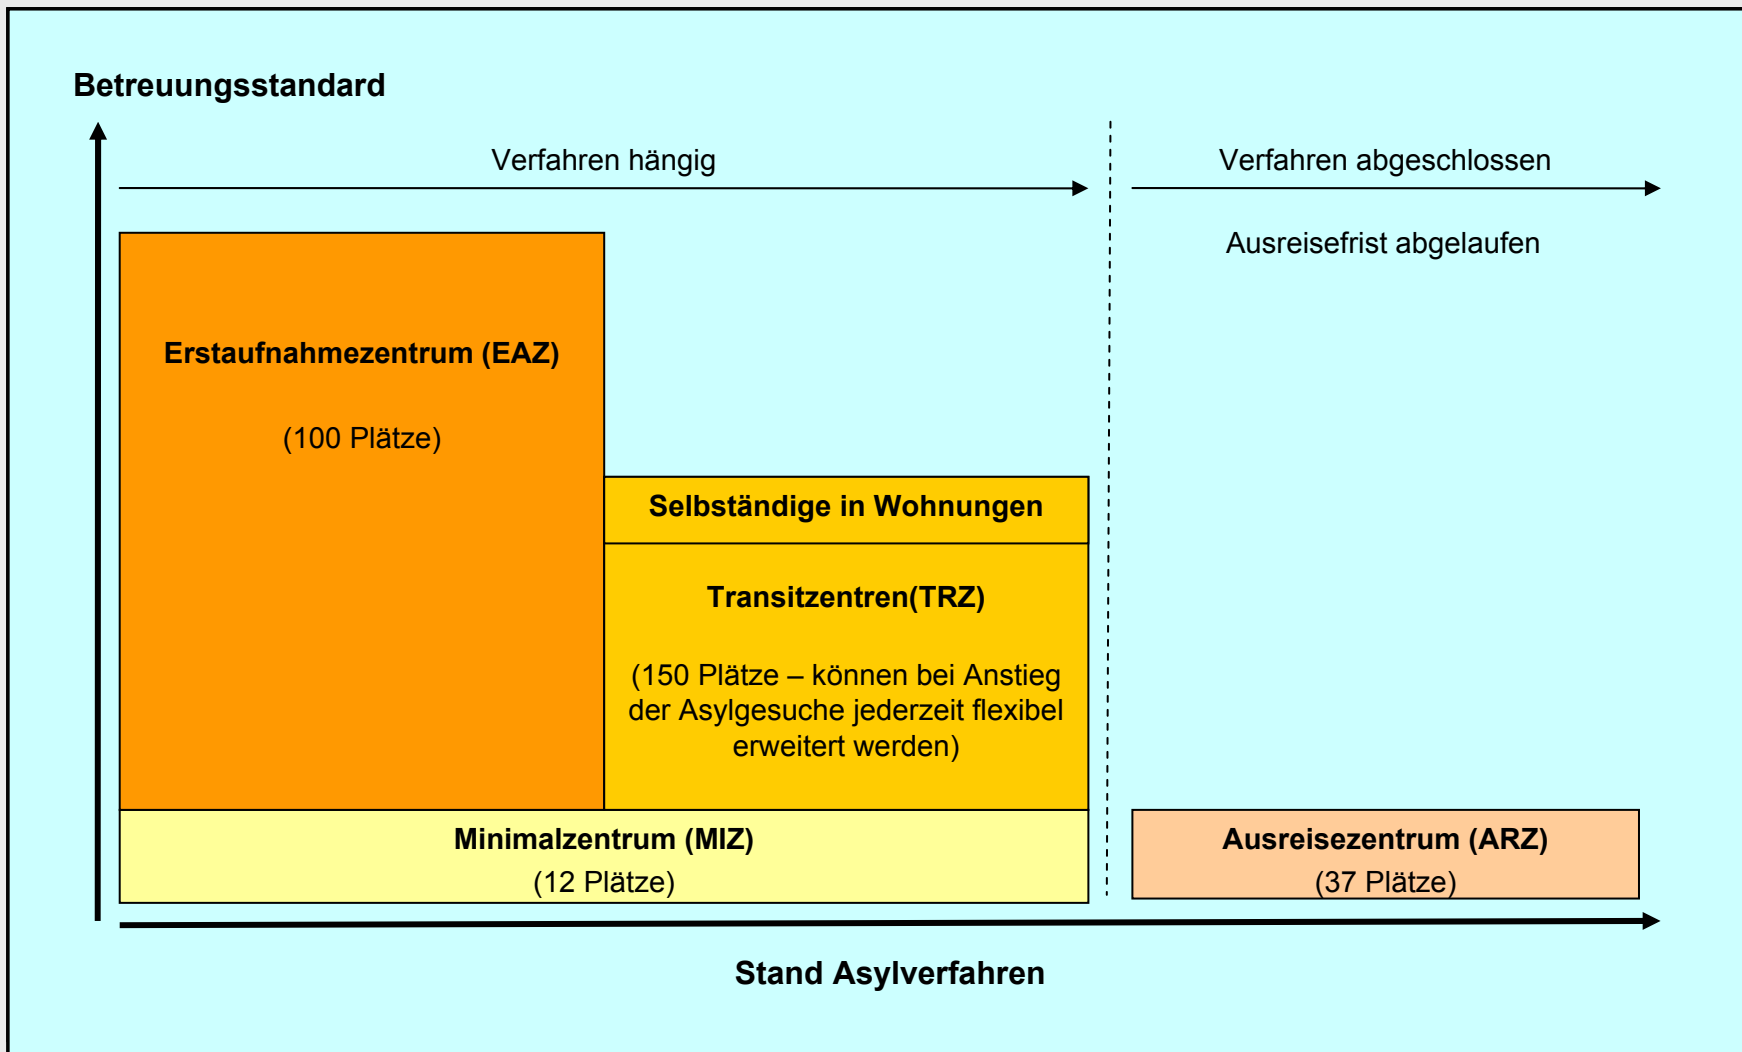 Betreuungsstandard
Verfahren hängig
Verfahren abgeschlossen
Ausreisefrist abgelaufen
Erstaufnahmezentrum (EAZ)
(100 Plätze)
Selbständige in Wohnungen
Transitzentren(TRZ)
(150 Plätze – können bei Anstieg
der Asylgesuche jederzeit flexibel
erweitert werden)
Minimalzentrum (MIZ)
(12 Plätze)
Ausreisezentrum (ARZ)
(37 Plätze)
Stand Asylverfahren